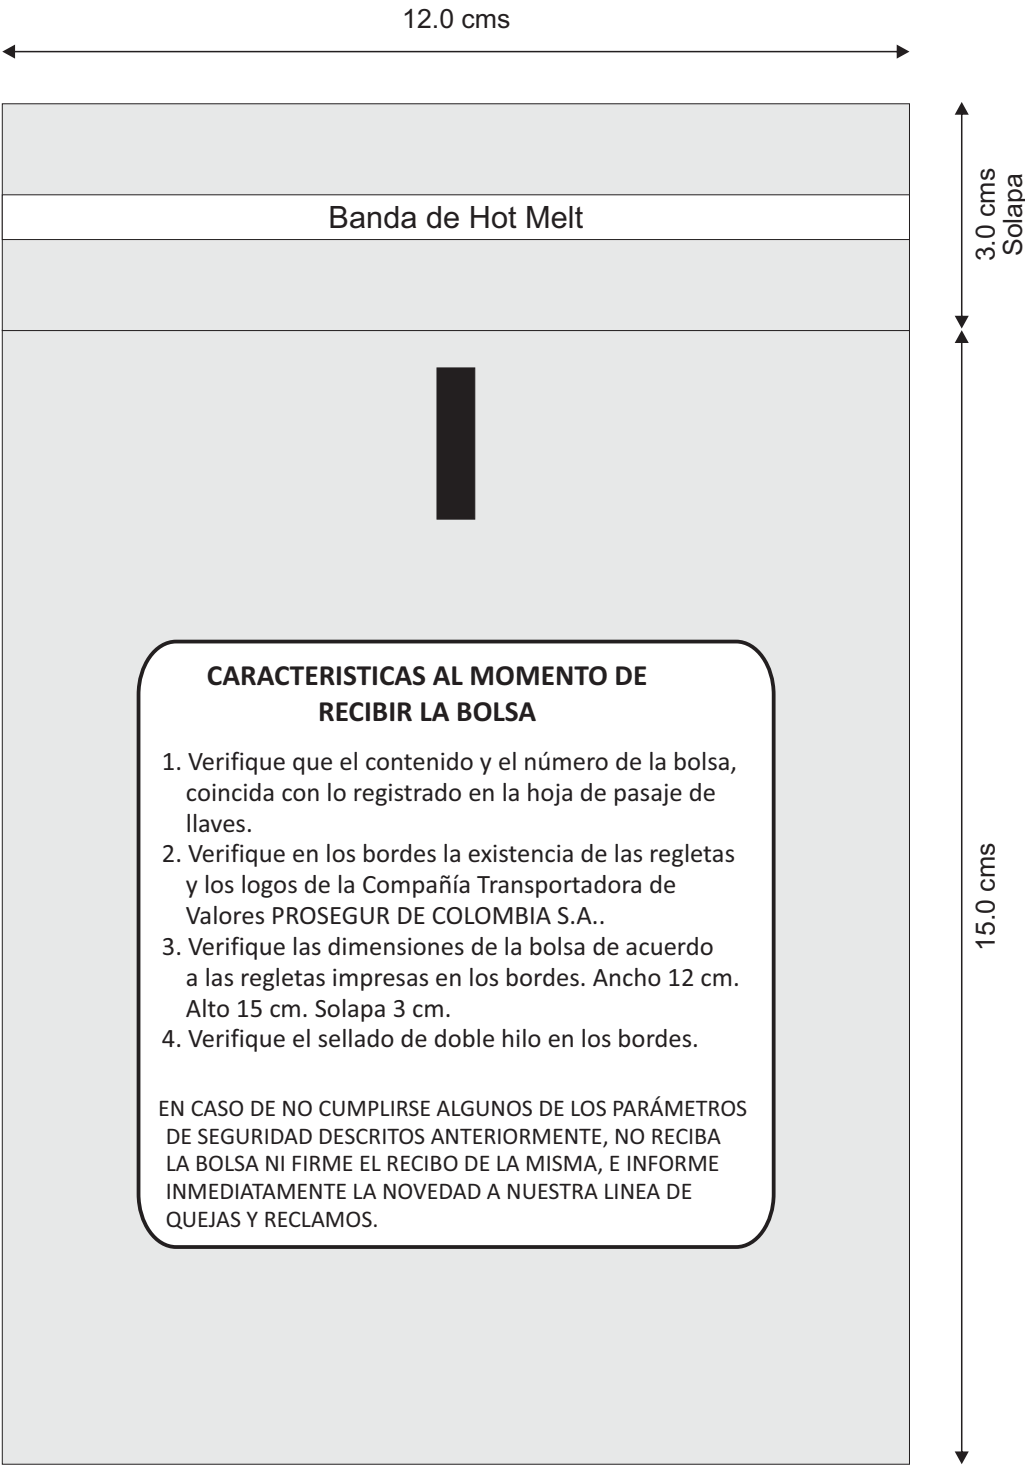 12.0 cms
Banda de Hot Melt
3.0 cms
Solapa
CARACTERISTICAS AL MOMENTO DE
RECIBIR LA BOLSA
1. Verifique que el contenido y el número de la bolsa,
coincida con lo registrado en la hoja de pasaje de
llaves.
2. Verifique en los bordes la existencia de las regletas
y los logos de la Compañía Transportadora de
Valores PROSEGUR DE COLOMBIA S.A..
3. Verifique las dimensiones de la bolsa de acuerdo
a las regletas impresas en los bordes. Ancho 12 cm.
Alto 15 cm. Solapa 3 cm.
4. Verifique el sellado de doble hilo en los bordes.
EN CASO DE NO CUMPLIRSE ALGUNOS DE LOS PARÁMETROS
DE SEGURIDAD DESCRITOS ANTERIORMENTE, NO RECIBA
LA BOLSA NI FIRME EL RECIBO DE LA MISMA, E INFORME
INMEDIATAMENTE LA NOVEDAD A NUESTRA LINEA DE
QUEJAS Y RECLAMOS.
15.0 cms